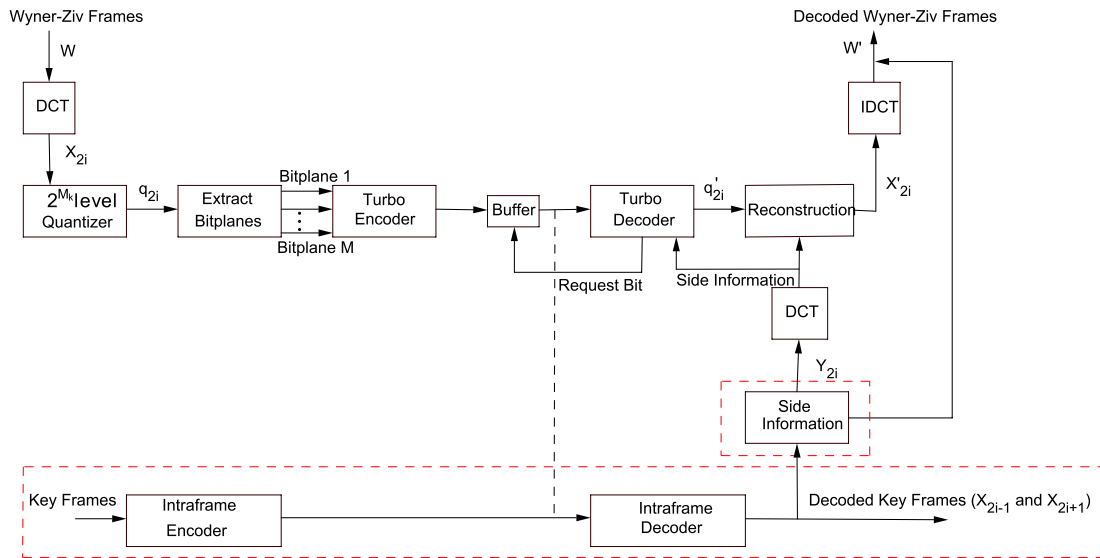 Wyner-Ziv Frames
Decoded Wyner-Ziv Frames
W
W'
DCT
IDCT
X2i
X'2i
2^Mk level
Quantizer
q2i
Extract
Bitplanes
Bitplane 1
Bitplane M
Turbo
Encoder
Buffer
Turbo
Decoder
q'2i
Reconstruction
Request Bit
Side Information
DCT
Y2i
Side
Information
Key Frames
Intraframe
Encoder
Intraframe
Decoder
Decoded Key Frames (X2i-1 and X2i+1)